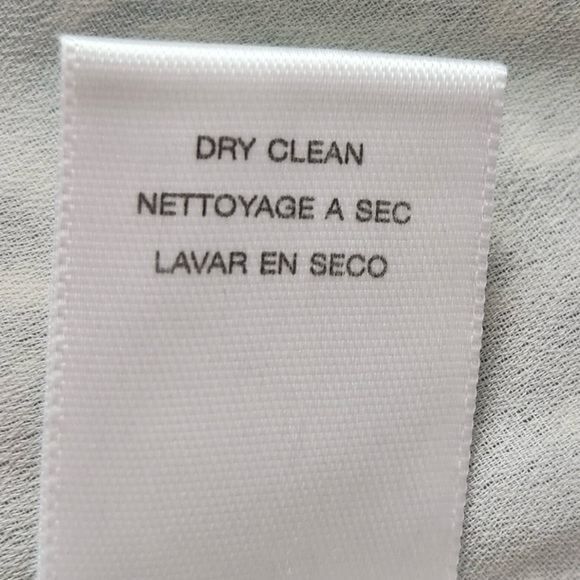 DRY CLEAN
NETTOYAGE A SEC
LAVAR EN SECO